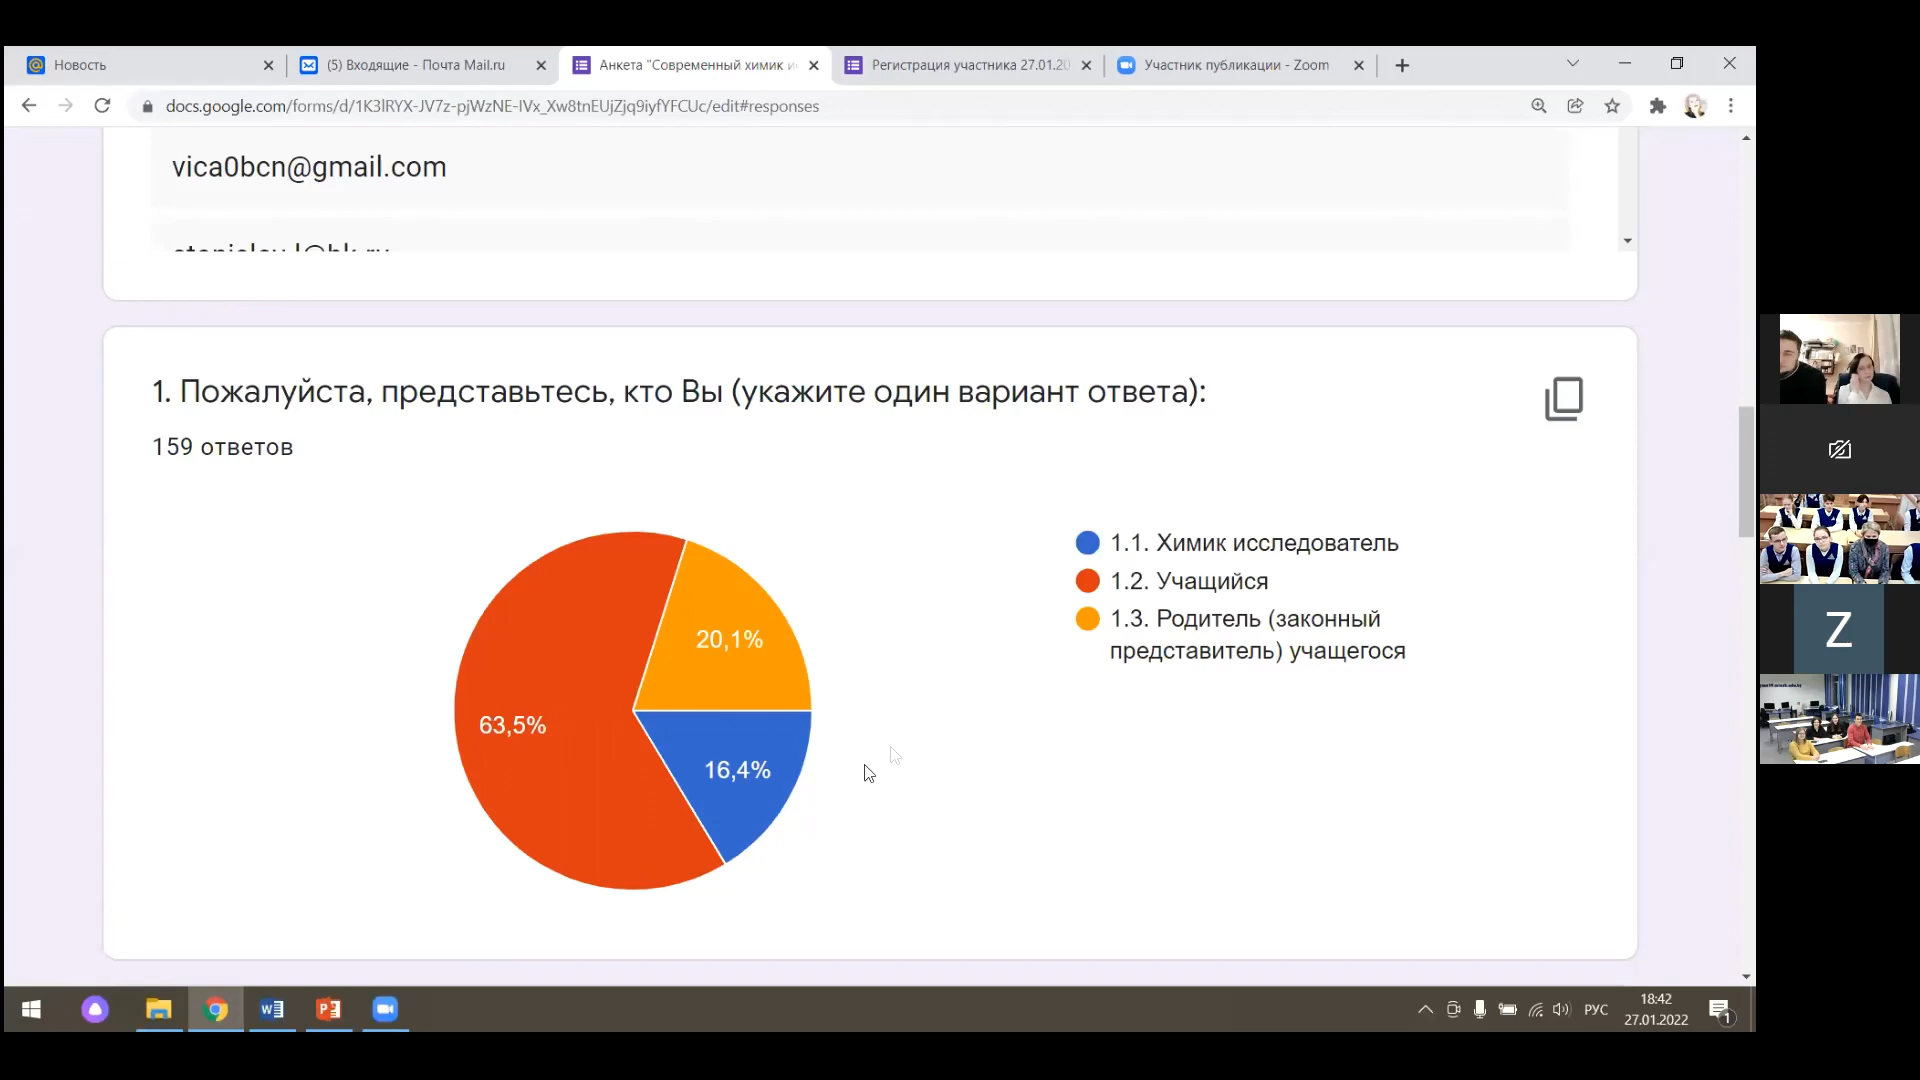 Новость
(5) Входящие - Почта Mail.ru
Анкета "Современный химик и
Регистрация участника 27.01.20
Участник публикации - Zoom
docs.google.com/forms/d/1K3lRYX-JV7z-pjWzNE-IVx_Xw8tnEUjZjq9iyfYFCUc/edit#responses
vica0bcn@gmail.com
1. Пожалуйста, представьтесь, кто Вы (укажите один вариант ответа):
159 ответов
1.1. Химик исследователь
1.2. Учащийся
1.3. Родитель (законный
представитель) учащегося
20,1%
63,5%
16,4%
Z
РУС
18:42
27.01.2022
1